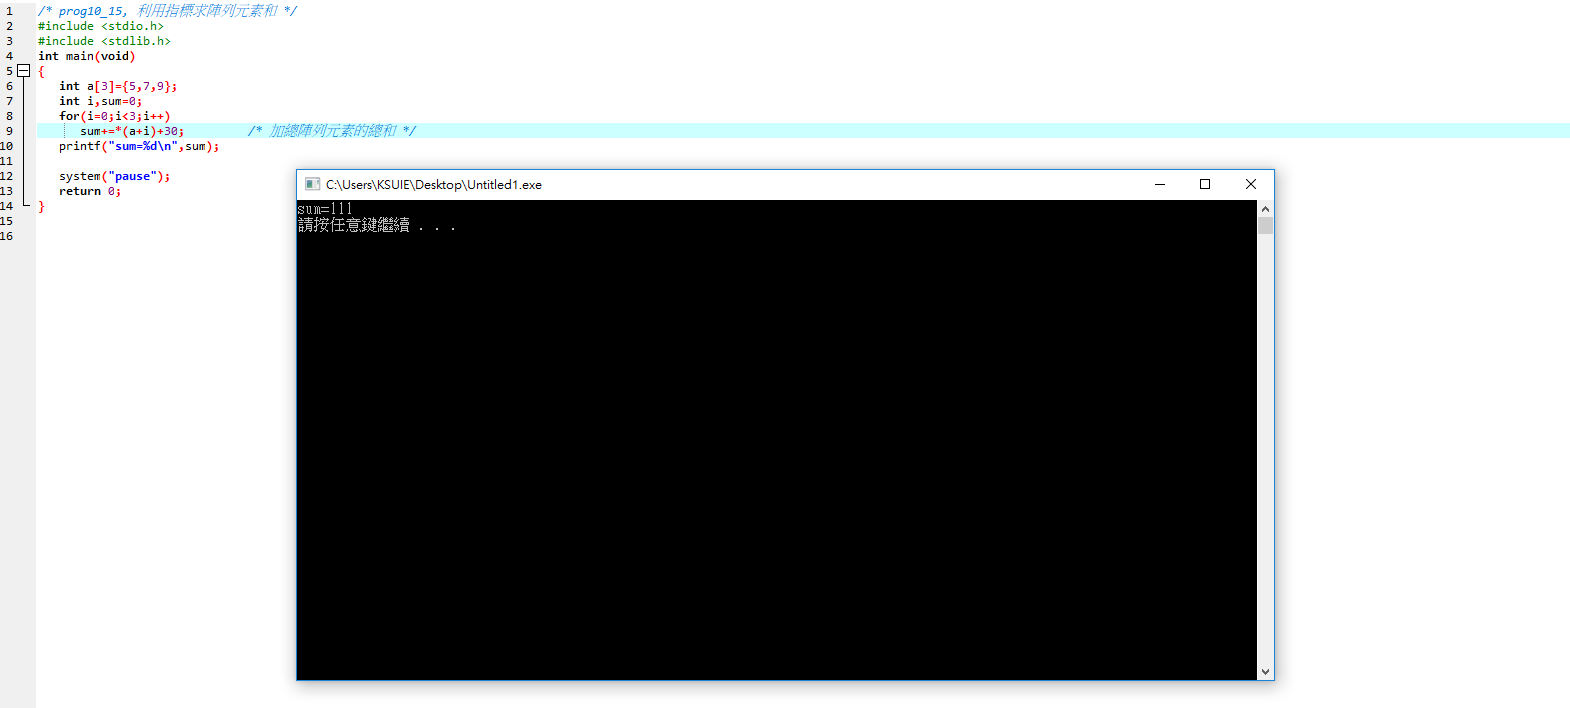 1 /* prog10_15, 利用指標求陣列元素和 */
2 #include <stdio.h>
3 #include <stdlib.h>
4 int main(void)
5 {
6 int a[3]={5,7,9};
7 int i,sum=0;
8 for(i=0;i<3;i++)
9 sum+=*(a+i)+30; /* 加總陣列元素的總和 */
10 printf("sum=%d\n",sum);
11
12 system("pause");
13 return 0;
14 }
15
16
C:\Users\KSUIE\Desktop\Untitled1.exe
sum=111
請按任意鍵繼續 . . .